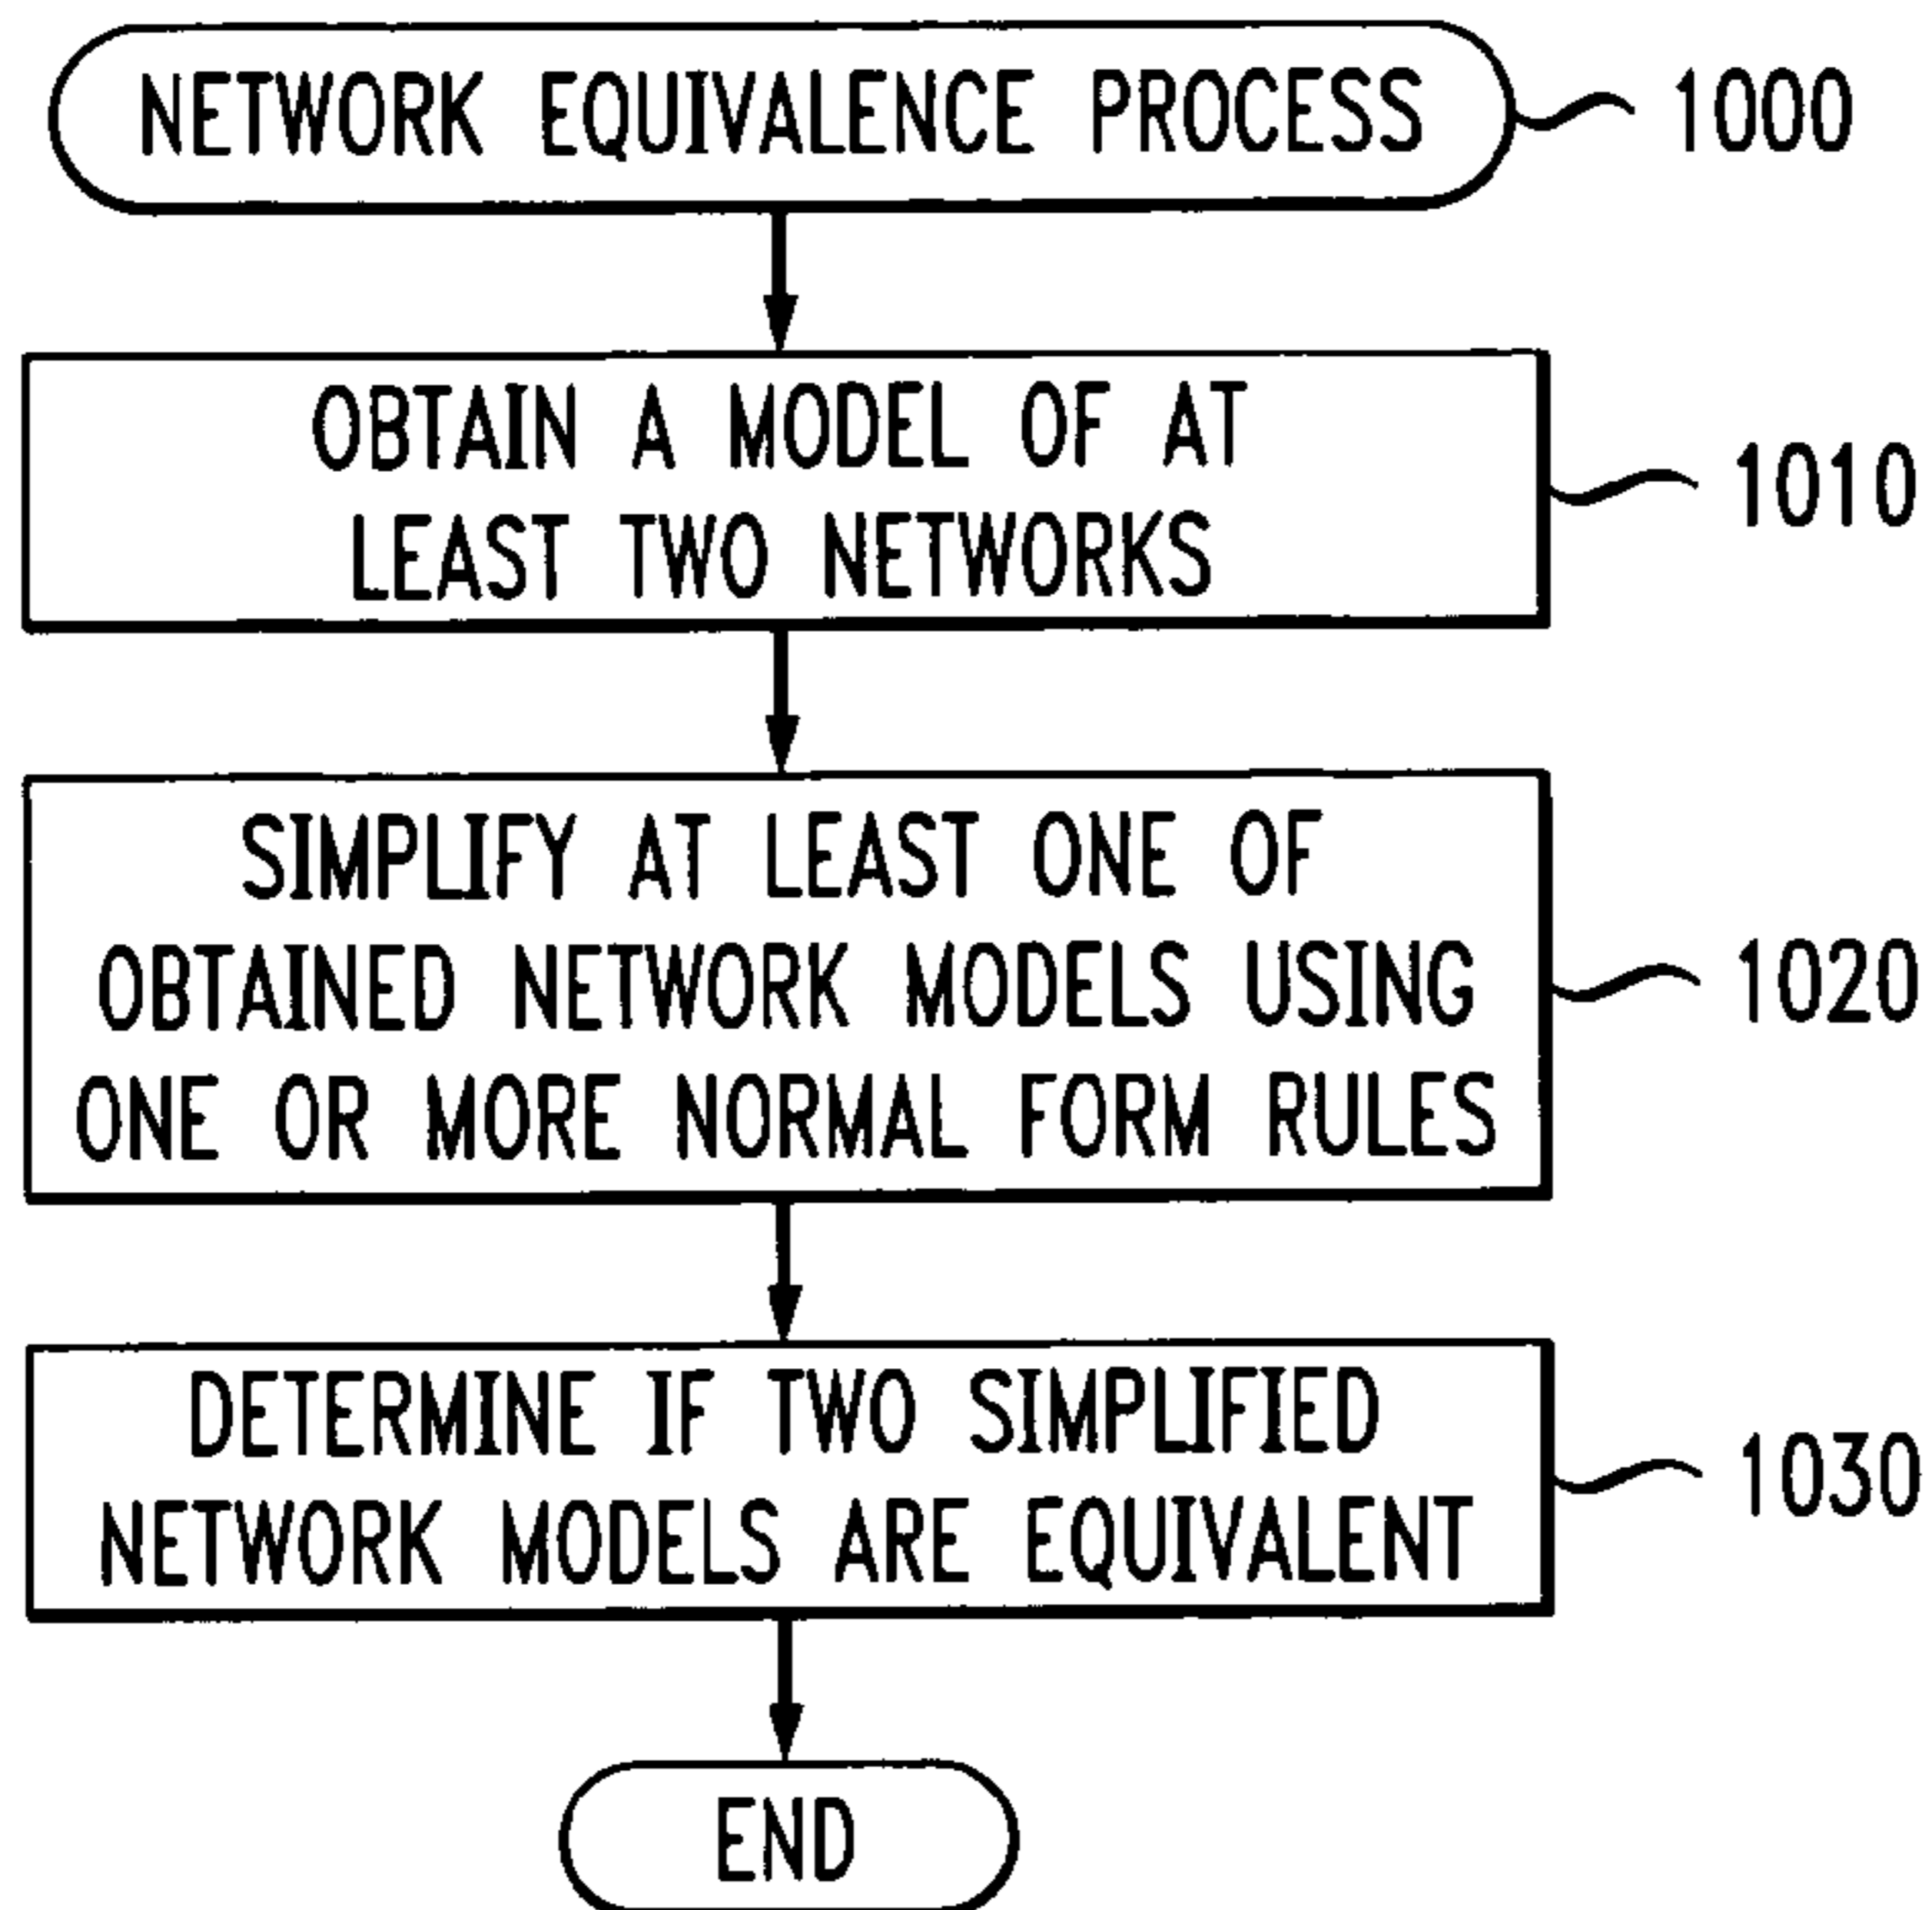 NETWORK EQUIVALENCE PROCESS
1000
OBTAIN A MODEL OF AT
LEAST TWO NETWORKS
1010
SIMPLIFY AT LEAST ONE OF
OBTAINED NETWORK MODELS USING
ONE OR MORE NORMAL FORM RULES
1020
DETERMINE IF TWO SIMPLIFIED
NETWORK MODELS ARE EQUIVALENT
1030
END